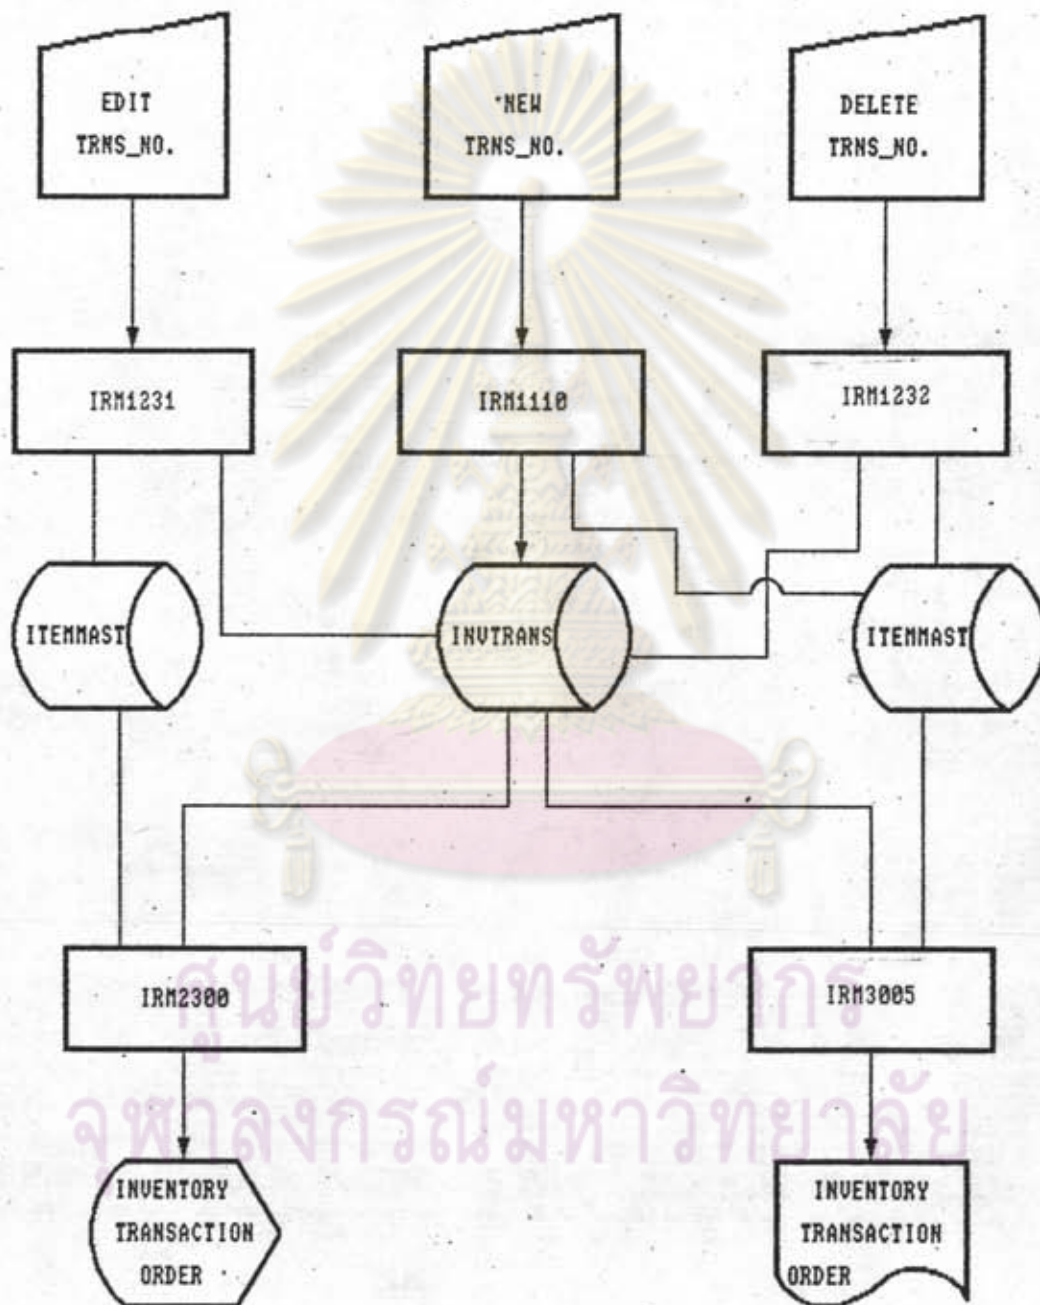 EDIT
TRNS_NO.
*NEW
TRNS_NO.
DELETE
TRNS_NO.
IRM1231
IRM1110
IRM1232
ITEMMAST
INVTRANS
ITEMMAST
IRM2300
IRM3005
ศูนย์วิทยทรัพยากร
จุฬาลงกรณ์มหาวิทยาลัย
INVENTORY
TRANSACTION
ORDER
INVENTORY
TRANSACTION
ORDER